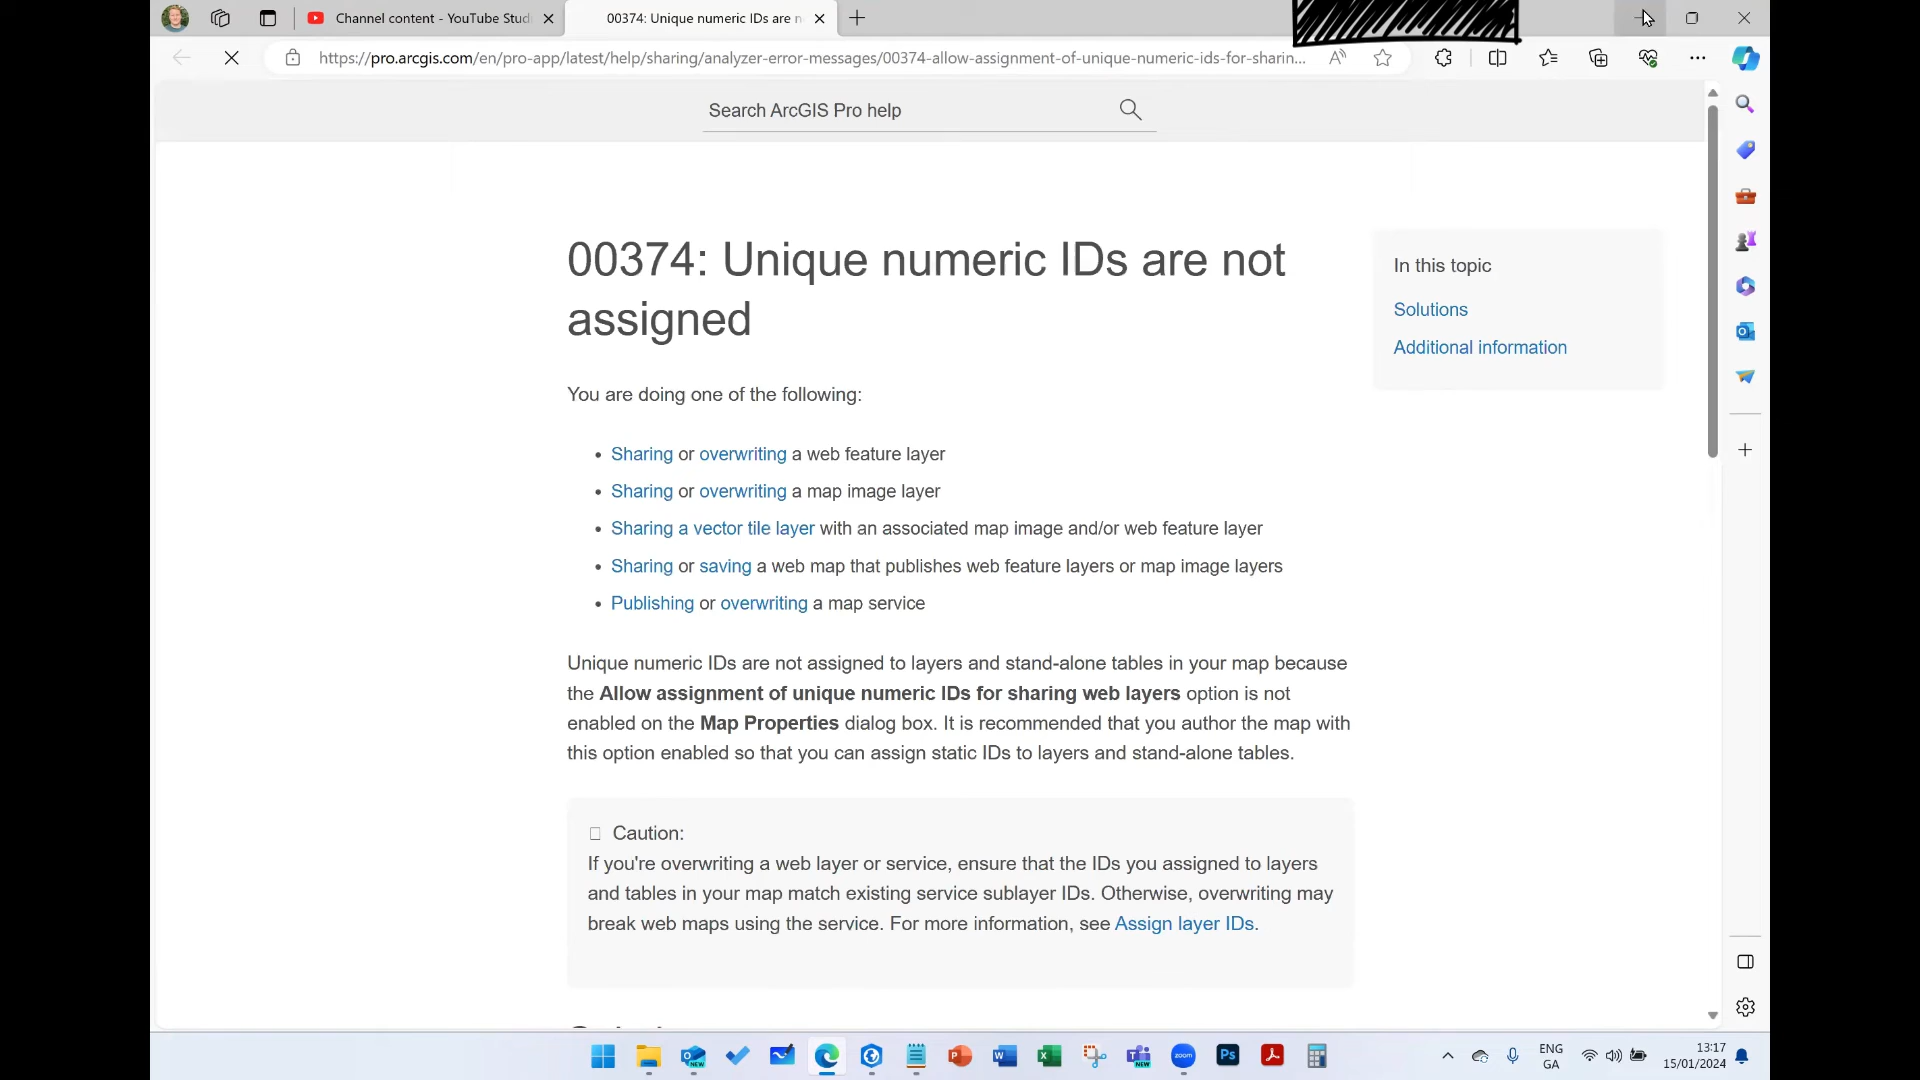 Channel content - YouTube Stud
00374: Unique numeric IDs are n
https://pro.arcgis.com/en/pro-app/latest/help/sharing/analyzer-error-messages/00374-allow-assignment-of-unique-numeric-ids-for-sharin...
Search ArcGIS Pro help
00374: Unique numeric IDs are not
assigned
In this topic
Solutions
Additional information
You are doing one of the following:
• Sharing or overwriting a web feature layer
• Sharing or overwriting a map image layer
• Sharing a vector tile layer with an associated map image and/or web feature layer
• Sharing or saving a web map that publishes web feature layers or map image layers
• Publishing or overwriting a map service
Unique numeric IDs are not assigned to layers and stand-alone tables in your map because
the Allow assignment of unique numeric IDs for sharing web layers option is not
enabled on the Map Properties dialog box. It is recommended that you author the map with
this option enabled so that you can assign static IDs to layers and stand-alone tables.
Caution:
If you're overwriting a web layer or service, ensure that the IDs you assigned to layers
and tables in your map match existing service sublayer IDs. Otherwise, overwriting may
break web maps using the service. For more information, see Assign layer IDs.
NEW
NEW
zoom
Ps
ENG
GA
13:17
15/01/2024